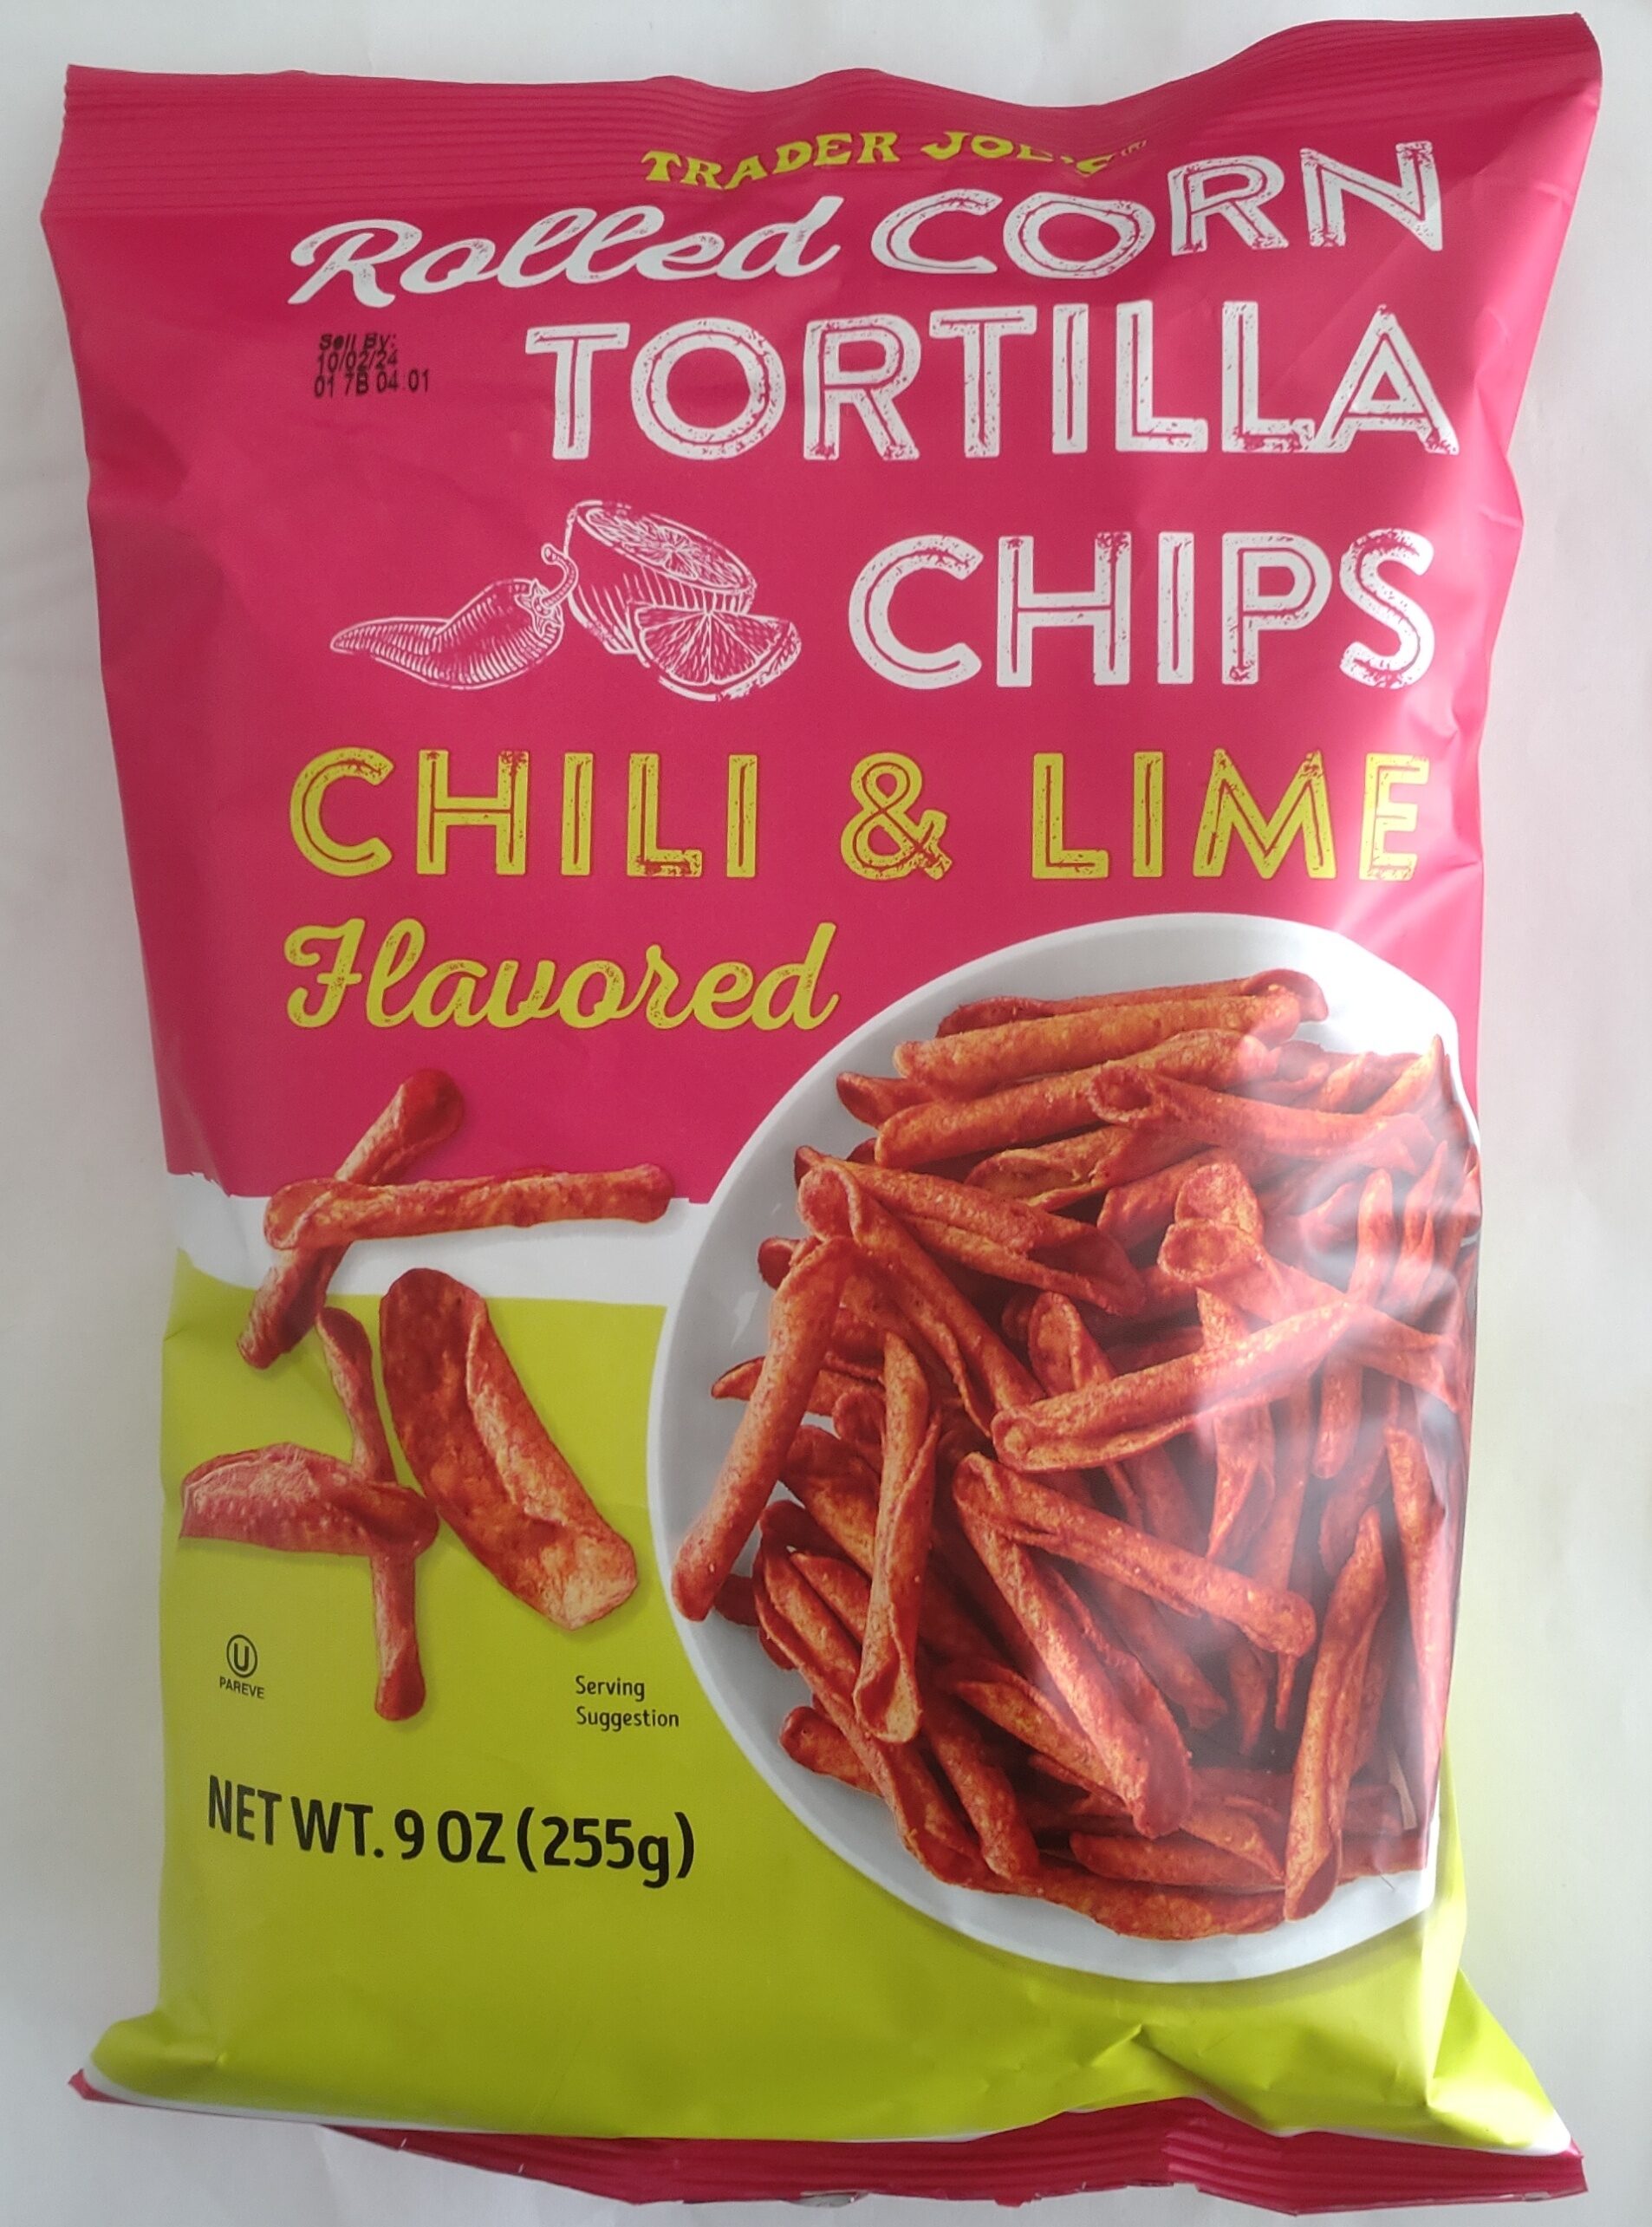 TRADER JOE'S
Rolled CORN
TORTILLA
CHIPS
CHILI & LIME
Flavored
Sell By:
10/02/24
01 7B 04.01
U
PAREVE
Serving
Suggestion
NET WT. 9 OZ (255g)